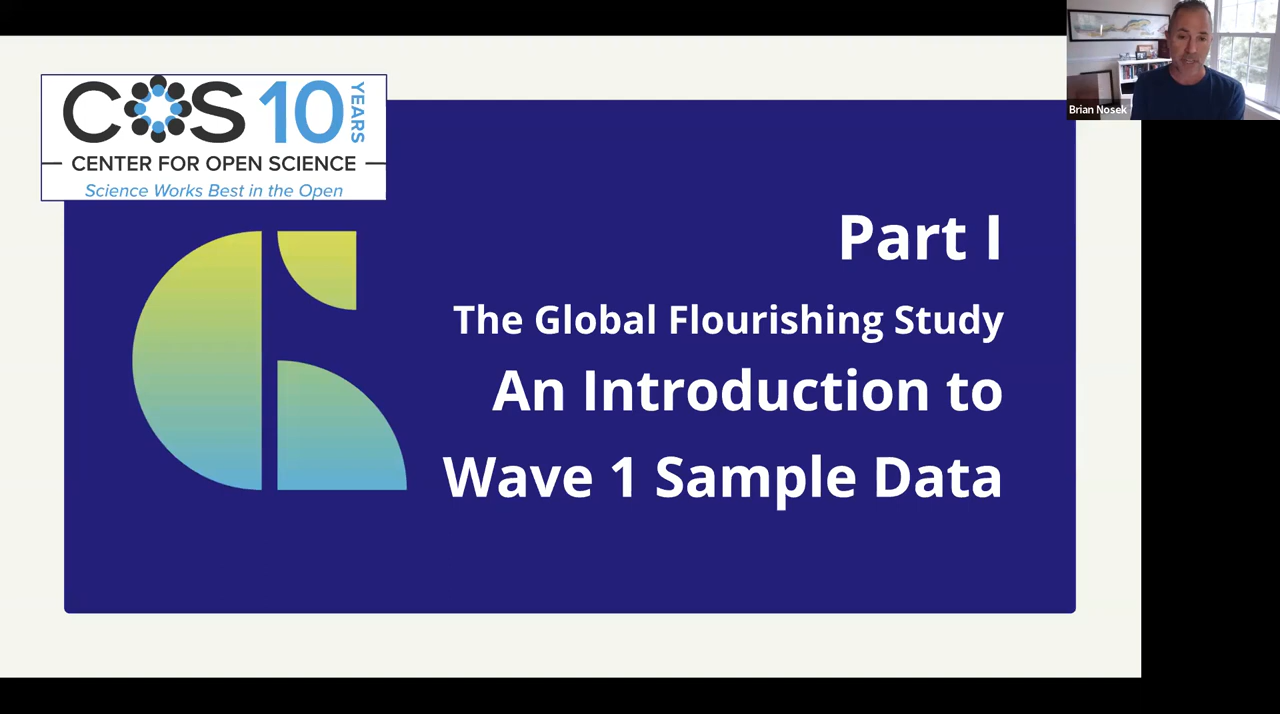 COS 10 YEARS
CENTER FOR OPEN SCIENCE
Science Works Best in the Open
Brian Nosek
Part I
The Global Flourishing Study
An Introduction to
Wave 1 Sample Data